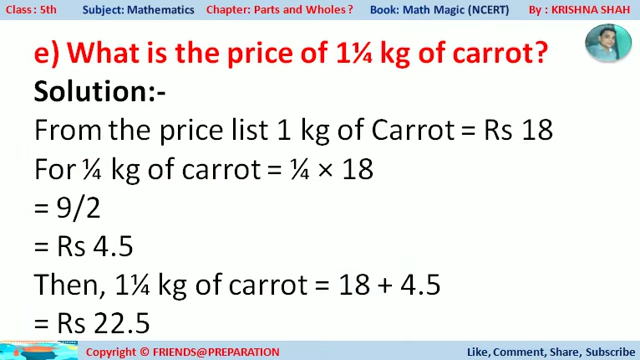 Class : 5th Subject: Mathematics Chapter: Parts and Wholes ? Book: Math Magic (NCERT) By : KRISHNA SHAH
e) What is the price of 1¼ kg of carrot?
Solution:-
From the price list 1 kg of Carrot = Rs 18
For ¼ kg of carrot = ¼ × 18
= 9/2
= Rs 4.5
Then, 1¼ kg of carrot = 18 + 4.5
= Rs 22.5
Copyright © FRIENDS@PREPARATION Like, Comment, Share, Subscribe